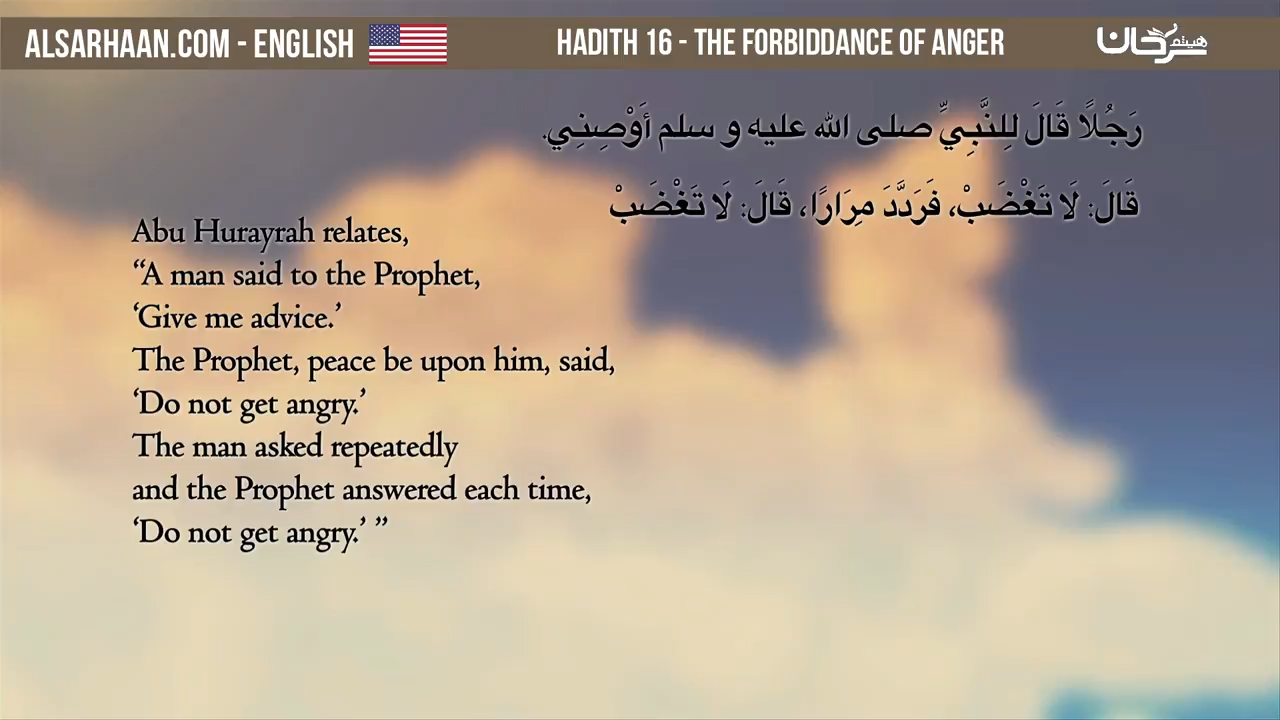 ALSARHAAN.COM - ENGLISH
HADITH 16 - THE FORBIDDANCE OF ANGER
هيثم سرحان
رَجُلًا قَالَ لِلنَّبِيِّ صلى الله عليه و سلم أَوْصِنِي.
قَالَ: لَا تَغْضَبْ، فَرَدَّدَ مِرَارًا، قَالَ: لَا تَغْضَبْ
Abu Hurayrah relates,
“A man said to the Prophet,
‘Give me advice.’
The Prophet, peace be upon him, said,
‘Do not get angry.’
The man asked repeatedly
and the Prophet answered each time,
‘Do not get angry.’ ”